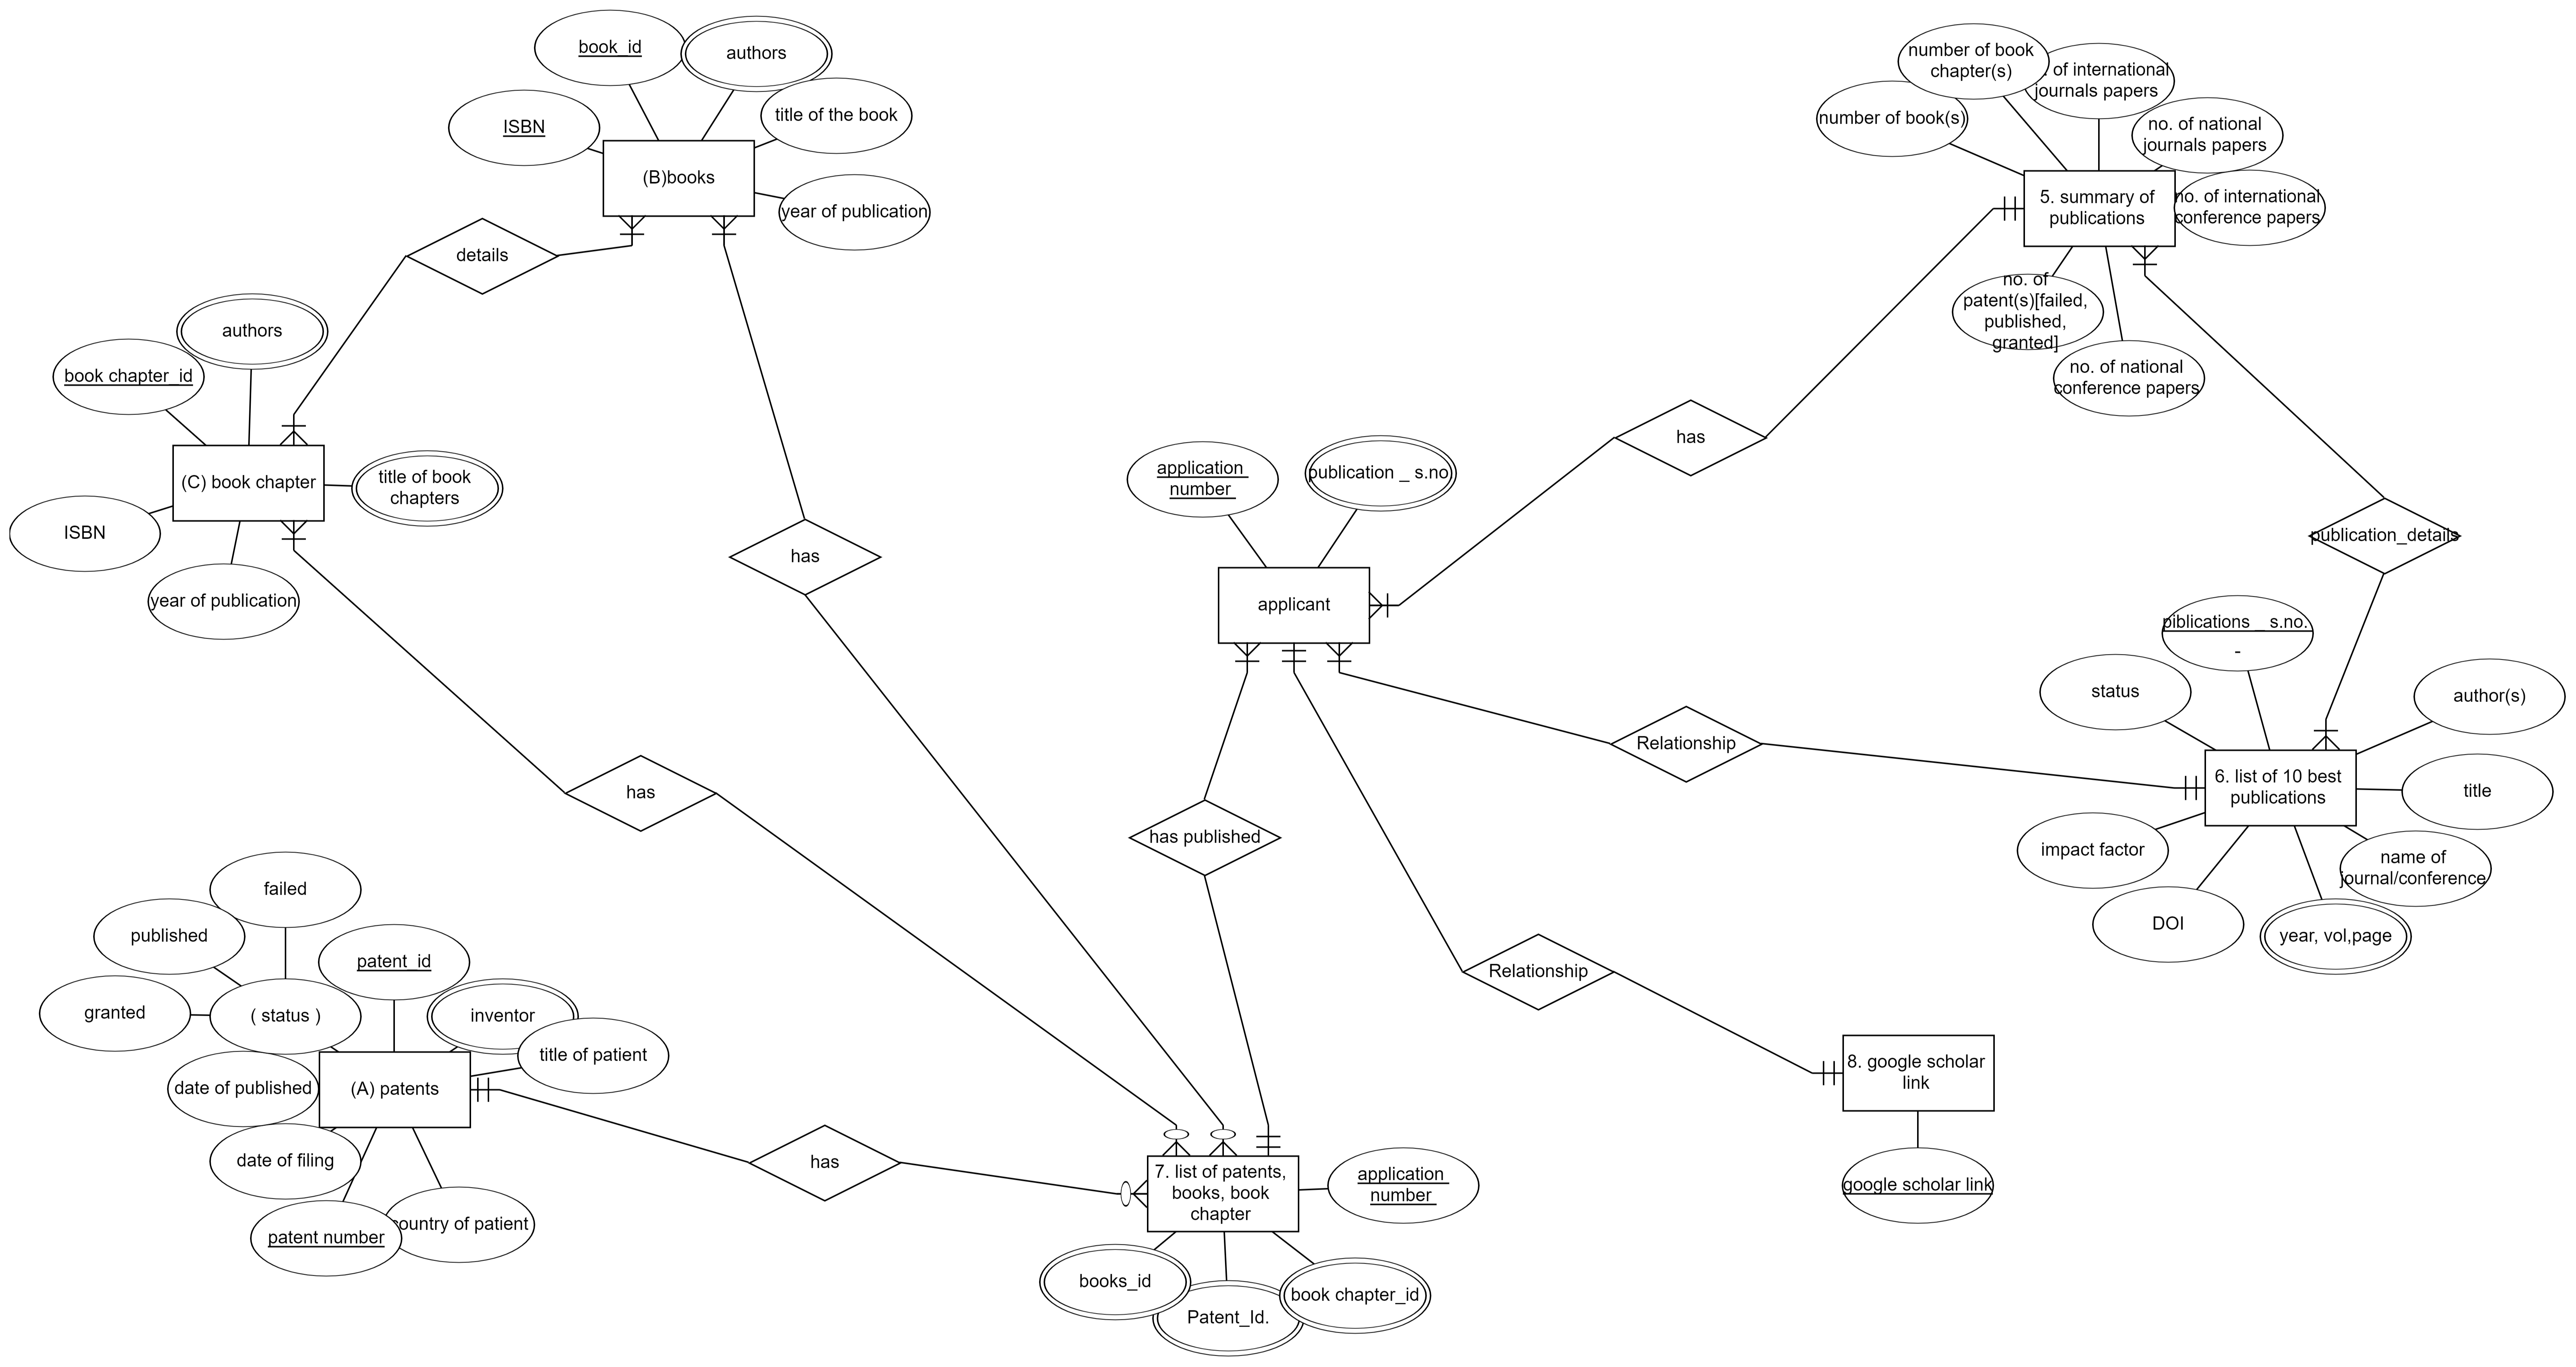 book_id
authors
ISBN
title of the book
(B)books
year of publication
details
authors
book chapter_id
(C) book chapter
title of book
chapters
ISBN
year of publication
has
has
failed
published
patent_id
granted
( status )
inventor
title of patient
date of published
(A) patents
date of filing
patent number
country of patient
has
number of book
chapter(s)
. of international
journals papers
number of book(s)
no. of national
journals papers
5. summary of
publications
no. of international
conference papers
no. of
patent(s)[failed,
published,
granted]
no. of national
conference papers
has
application
number
publication _ s.no
applicant
publication_details
piblications _ s.no.
-
status
author(s)
Relationship
6. list of 10 best
publications
title
impact factor
name of
journal/conference
DOI
year, vol,page
has published
Relationship
8. google scholar
link
google scholar link
7. list of patents,
books, book
chapter
application
number
books_id
Patent_Id.
book chapter_id